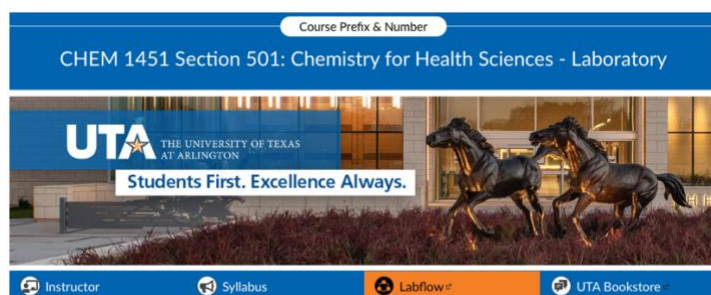 Course Prefix & Number
CHEM 1451 Section 501: Chemistry for Health Sciences - Laboratory
UTA THE UNIVERSITY OF TEXAS
AT ARLINGTON
Students First. Excellence Always.
Instructor
Syllabus
Labflow
UTA Bookstore